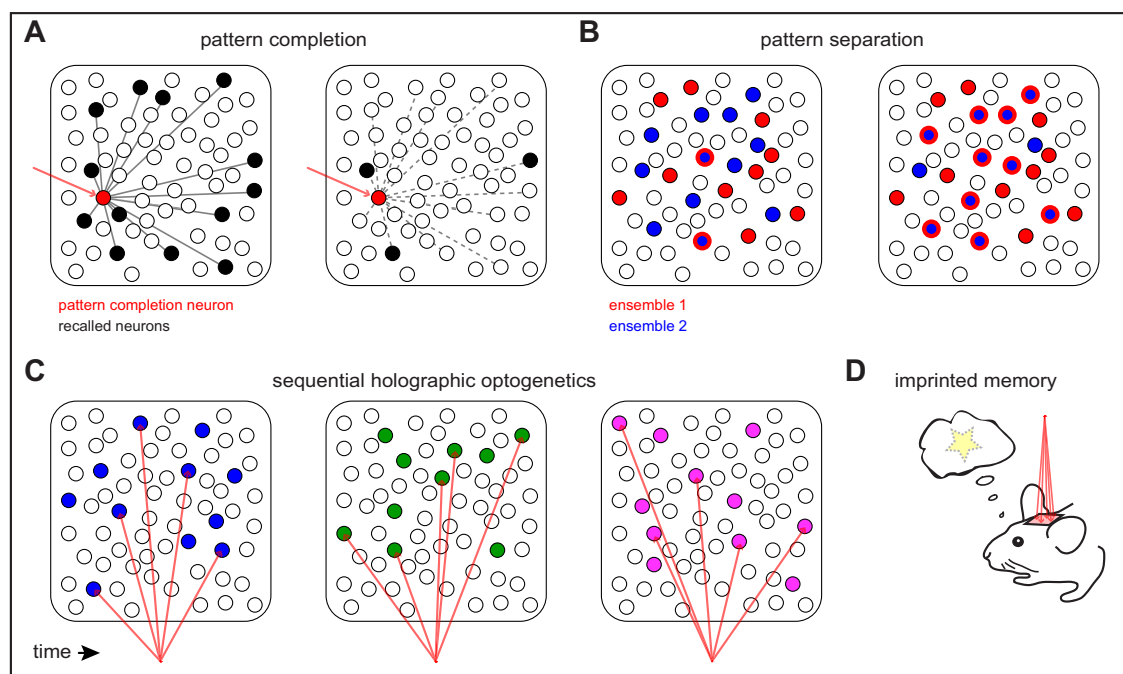 A
pattern completion
B
pattern separation
pattern completion neuron
recalled neurons
ensemble 1
ensemble 2
C
sequential holographic optogenetics
D
imprinted memory
time